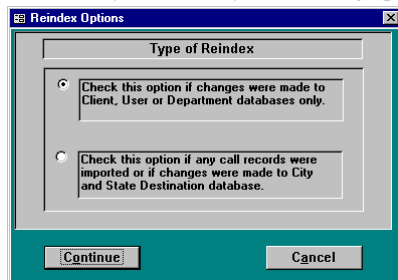 Reindex Options
Type of Reindex
Check this option if changes were made to
Client, User or Department databases only.
Check this option if any call records were
imported or if changes were made to City
and State Destination database.
Continue
Cancel